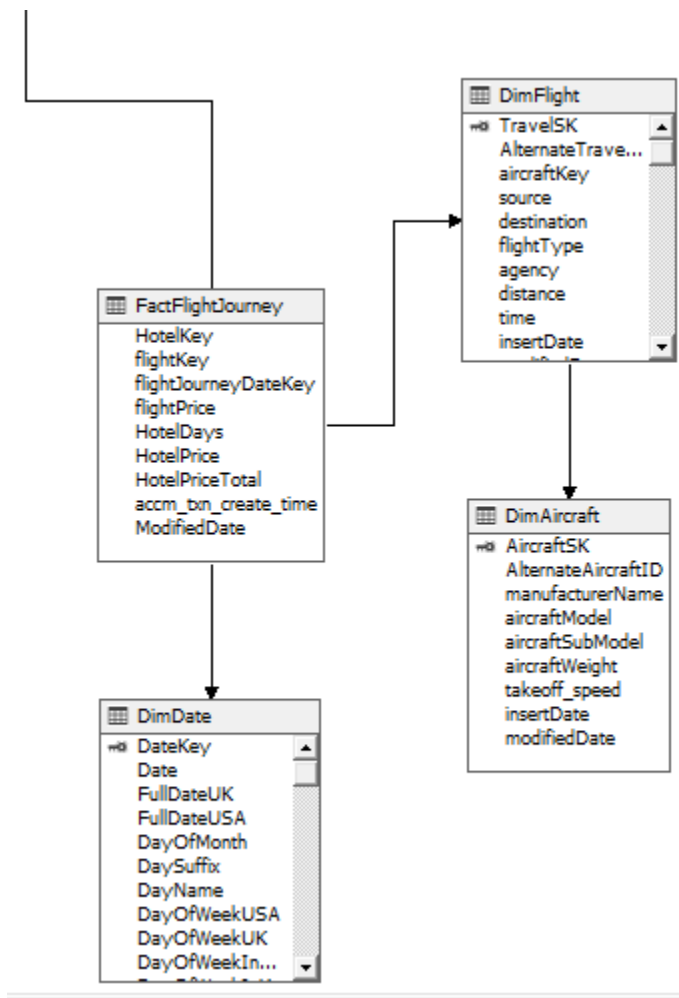 DimFlight
TravelSK
AlternateTrave...
aircraftKey
source
destination
flightType
agency
distance
time
insertDate
FactFlightJourney
HotelKey
flightKey
flightJourneyDateKey
flightPrice
HotelDays
HotelPrice
HotelPriceTotal
accm_txn_create_time
ModifiedDate
DimAircraft
AircraftSK
AlternateAircraftID
manufacturerName
aircraftModel
aircraftSubModel
aircraftWeight
takeoff_speed
insertDate
modifiedDate
DimDate
DateKey
Date
FullDateUK
FullDateUSA
DayOfMonth
DaySuffix
DayName
DayOfWeekUSA
DayOfWeekUK
DayOfWeekIn...